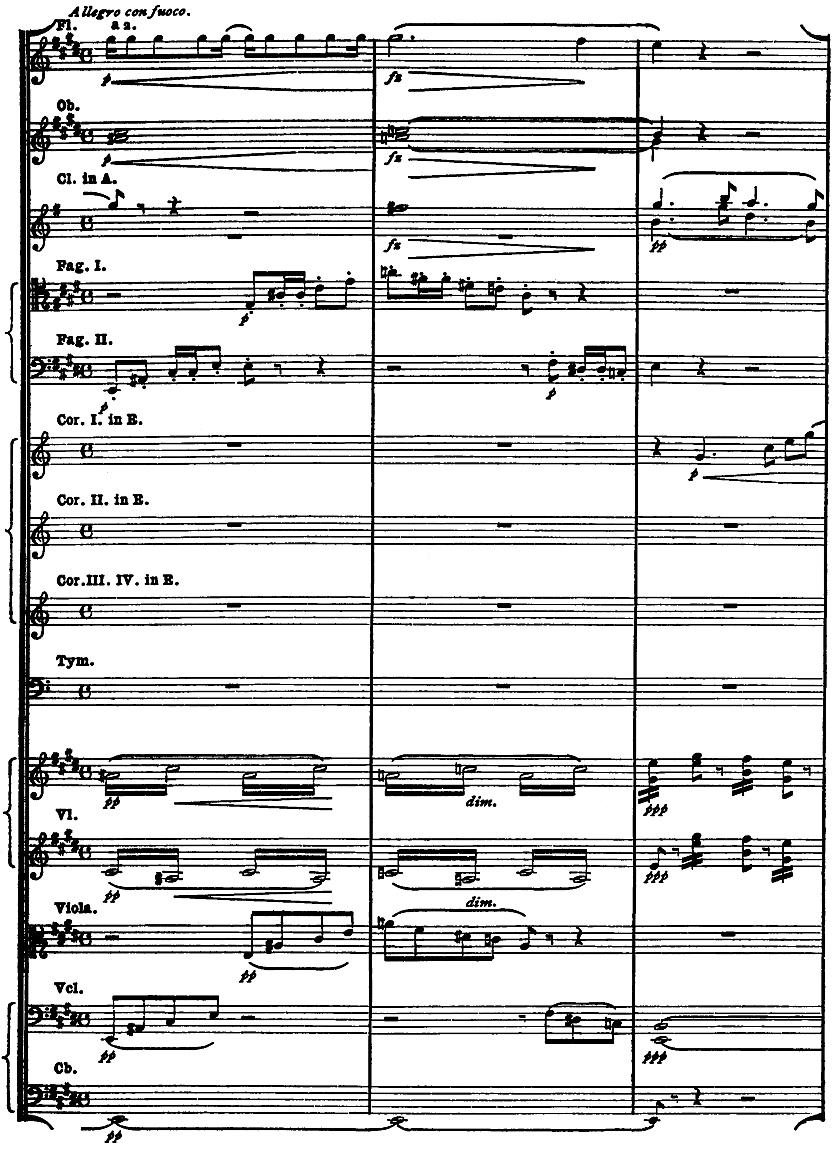 Allegro con fuoco.
Fl. a 2.
p fz
Ob.
p fz
Cl. in A.
fz pp
Fag. I.
p
Fag. II.
p p
Cor. I. in E.
p
Cor. II. in E.
Cor. III. IV. in E.
Tym.
pp dim. ppp
Vl.
pp dim. ppp
Viola.
pp
Vcl.
pp ppp
Cb.
pp